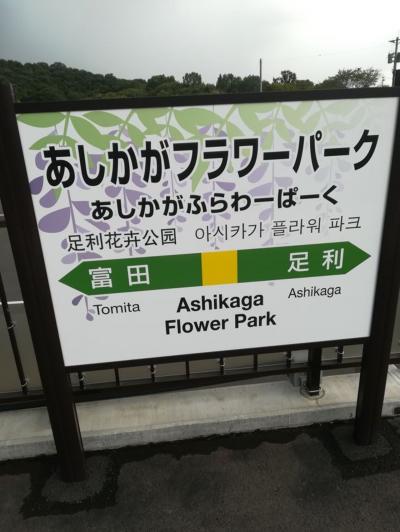 あしかがフラワーパーク
あしかがふらわーぱーく
足利花卉公园 아시카가 플라워 파크
富田 足利
Tomita Ashikaga Flower Park Ashikaga